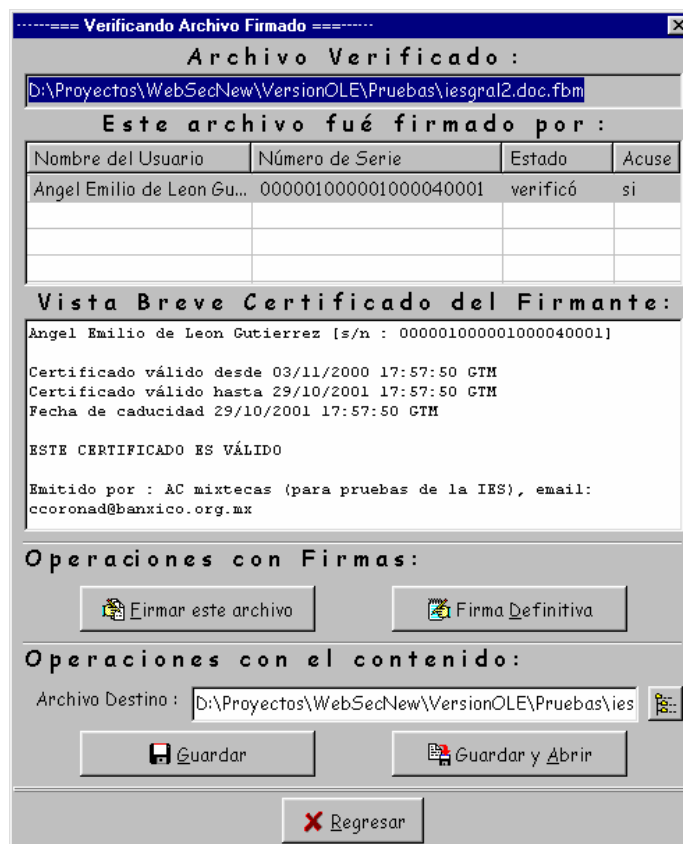 ------=== Verificando Archivo Firmado ===------
Archivo Verificado :
D:\Proyectos\WebSecNew\VersionOLE\Pruebas\iesgral2.doc.fbm
Este archivo fué firmado por :
Nombre del Usuario Número de Serie Estado Acuse
Angel Emilio de Leon Gu... 000001000001000040001 verificó si
Vista Breve Certificado del Firmante:
Angel Emilio de Leon Gutierrez [s/n : 000001000001000040001]
Certificado válido desde 03/11/2000 17:57:50 GTM
Certificado válido hasta 29/10/2001 17:57:50 GTM
Fecha de caducidad 29/10/2001 17:57:50 GTM
ESTE CERTIFICADO ES VÁLIDO
Emitido por : AC mixtecas (para pruebas de la IES), email:
ccoronad@banxico.org.mx
Operaciones con Firmas:
Firmar este archivo Firma Definitiva
Operaciones con el contenido:
Archivo Destino : D:\Proyectos\WebSecNew\VersionOLE\Pruebas\ies
Guardar Guardar y Abrir
Regresar